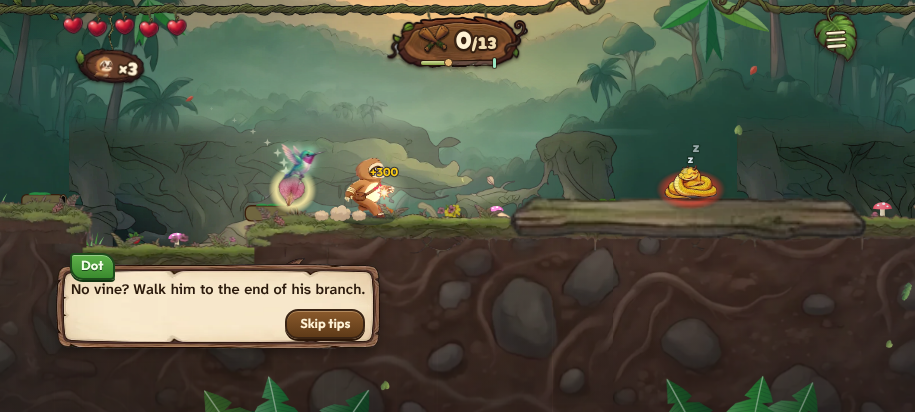 ×3
0/13
+300
z
z
Dot
No vine? Walk him to the end of his branch.
Skip tips